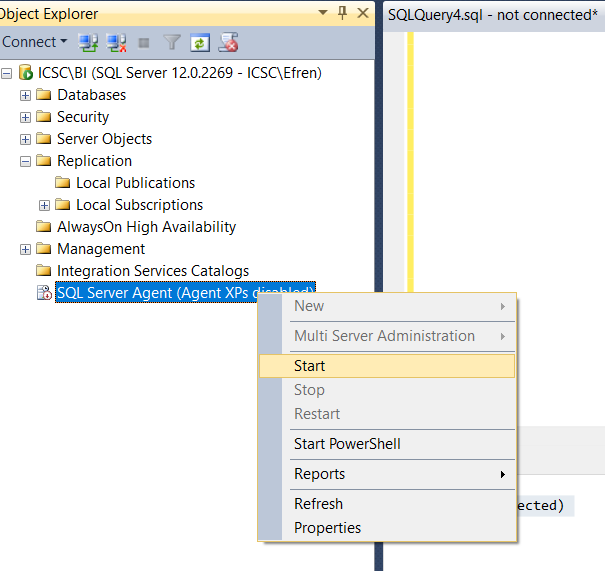 Object Explorer
SQLQuery4.sql - not connected*
Connect
ICSC\BI (SQL Server 12.0.2269 - ICSC\Efren)
Databases
Security
Server Objects
Replication
Local Publications
Local Subscriptions
AlwaysOn High Availability
Management
Integration Services Catalogs
SQL Server Agent (Agent XPs disabled)
New
Multi Server Administration
Start
Stop
Restart
Start PowerShell
Reports
Refresh
ected)
Properties